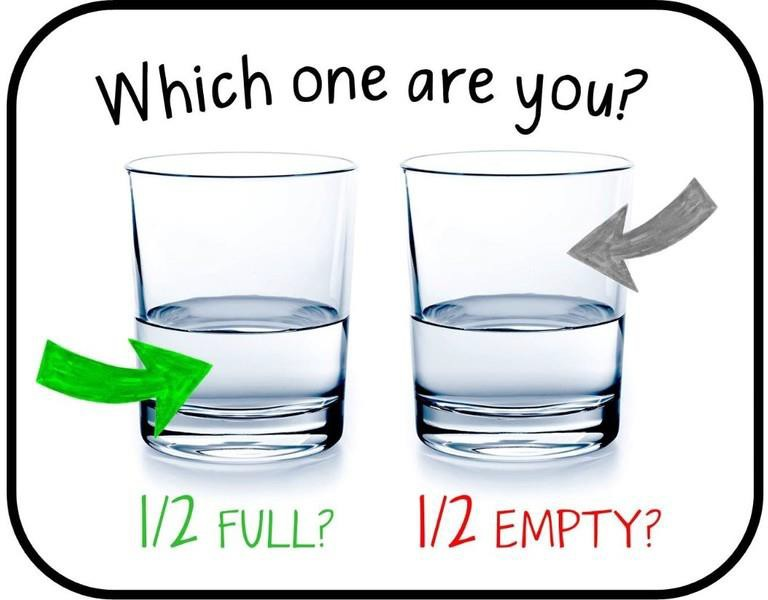 Which one are you?
1/2 FULL?
1/2 EMPTY?